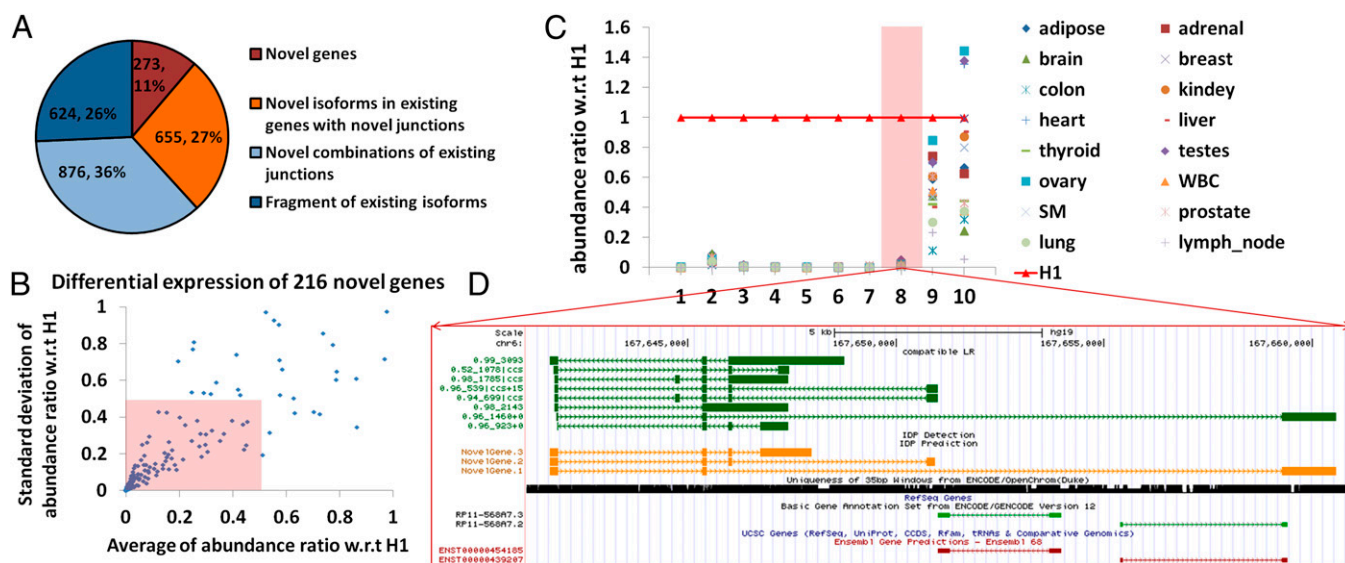 A
273,
11%
655, 27%
876, 36%
624, 26%
Novel genes
Novel isoforms in existing
genes with novel junctions
Novel combinations of existing
junctions
Fragment of existing isoforms
B
Differential expression of 216 novel genes
Standard deviation of
abundance ratio w.r.t H1
1
0.8
0.6
0.4
0.2
0
0 0.2 0.4 0.6 0.8 1
Average of abundance ratio w.r.t H1
C
abundance ratio w.r.t H1
1.6
1.4
1.2
1
0.8
0.6
0.4
0.2
0
1 2 3 4 5 6 7 8 9 10
adipose adrenal
brain breast
colon kindey
heart liver
thyroid testes
ovary WBC
SM prostate
lung lymph_node
H1
D
Scale 5 kb hg19
chr6: 167,645,000 167,650,000 167,655,000 167,660,000
compatible LR
0.99_3093
0.52_1078|ccs
0.98_1785|ccs
0.96_539|ccs+15
0.94_699|ccs
0.98_2143
0.96_1460+0
0.96_923+0
IDP Detection
IDP Prediction
NovelGene.3
NovelGene.2
NovelGene.1
Uniqueness of 35bp Windows from ENCODE/OpenChrom(Duke)
RefSeq Genes
Basic Gene Annotation Set from ENCODE/GENCODE Version 12
RP11-568A7.3
RP11-568A7.2
UCSC Genes (RefSeq, UniProt, CCDS, Rfam, tRNAs & Comparative Genomics)
Ensembl Gene Predictions - Ensembl 68
ENST00000454185
ENST00000439207